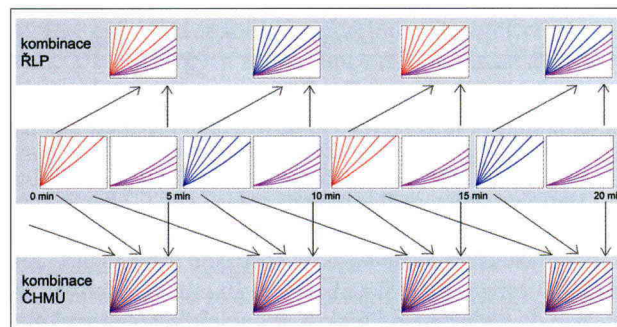 kombinace
ŘLP
0 min
5 min
10 min
15 min
20 min
kombinace
ČHMÚ